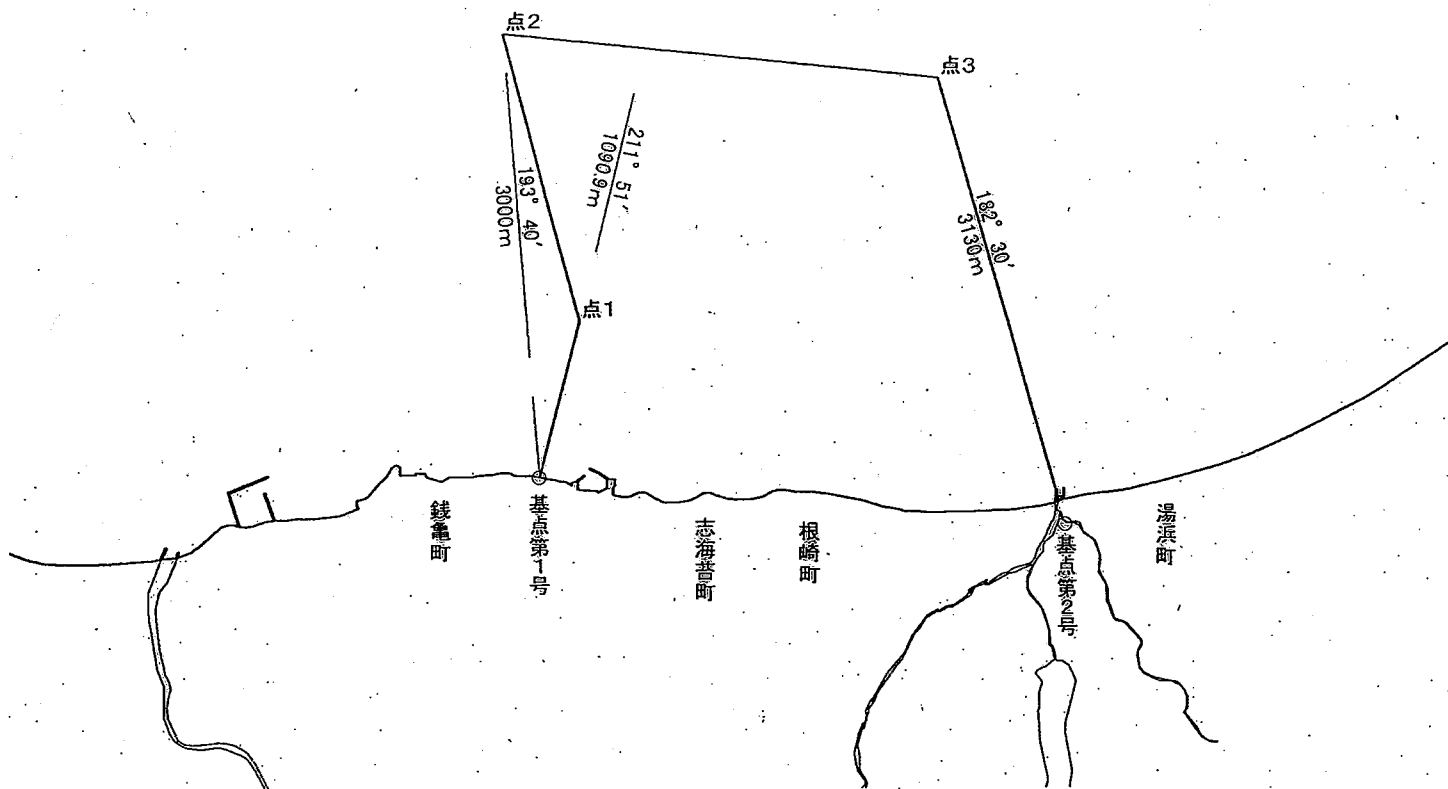 点2
点3
211° 51′
1090.9m
193° 40′
3000m
182° 30′
3130m
点1
銭亀町
基点第1号
志海苔町
根崎町
基点第2号
湯浜町